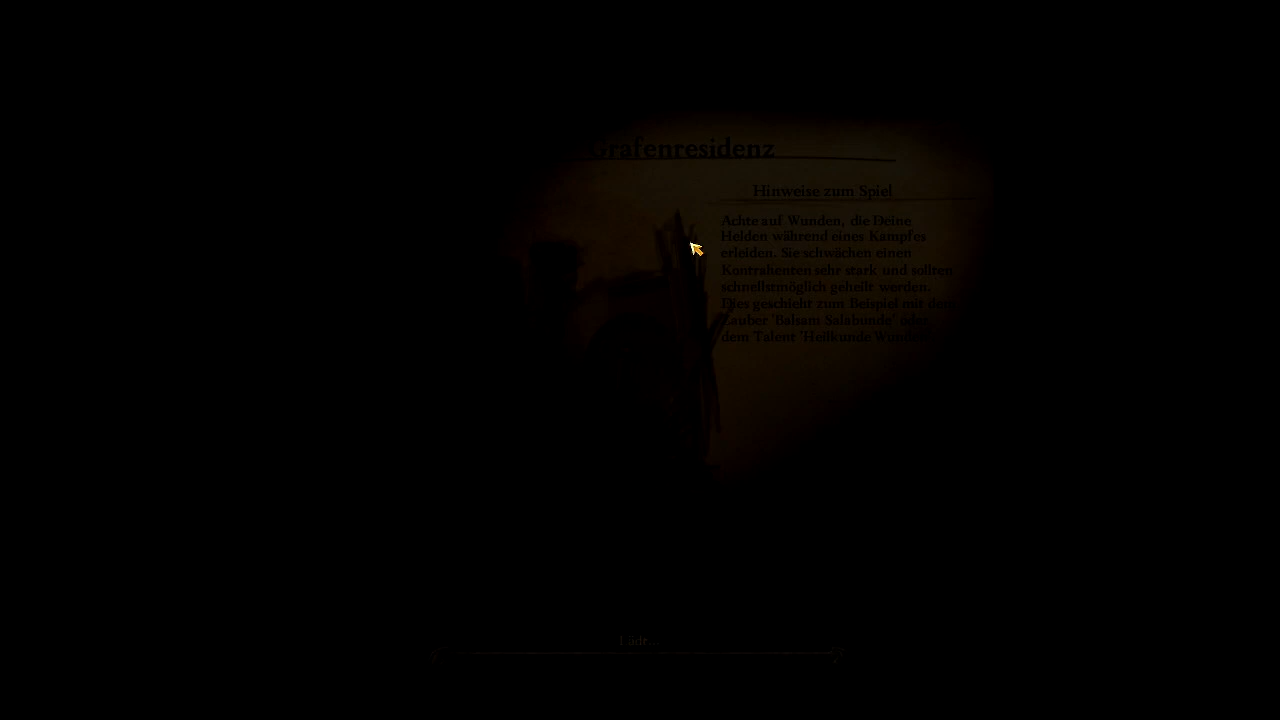 Grafenresidenz
Hinweise zum Spiel
Achte auf Wunden, die Deine
Helden während eines Kampfes
erleiden. Sie schwächen einen
Kontrahenten sehr stark und sollten
schnellstmöglich geheilt werden.
Dies geschieht zum Beispiel mit dem
Zauber 'Balsam Salabunde' oder
dem Talent 'Heilkunde Wunden'.
Lädt...